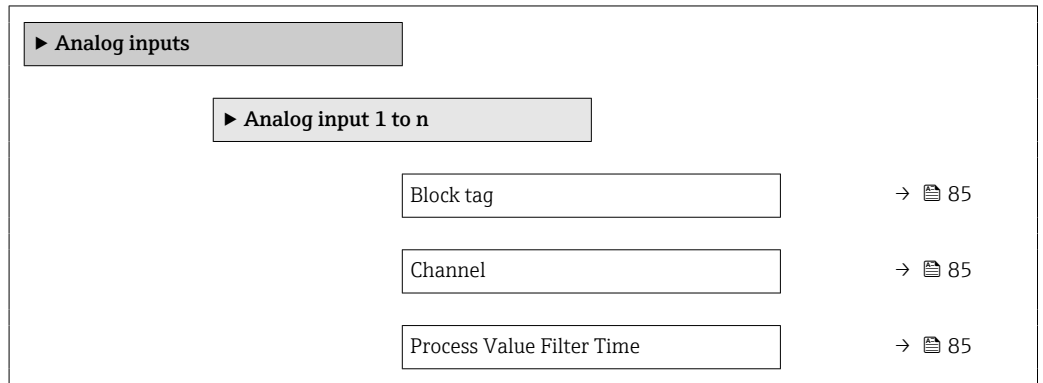 ▶ Analog inputs
▶ Analog input 1 to n
Block tag → 85
Channel → 85
Process Value Filter Time → 85